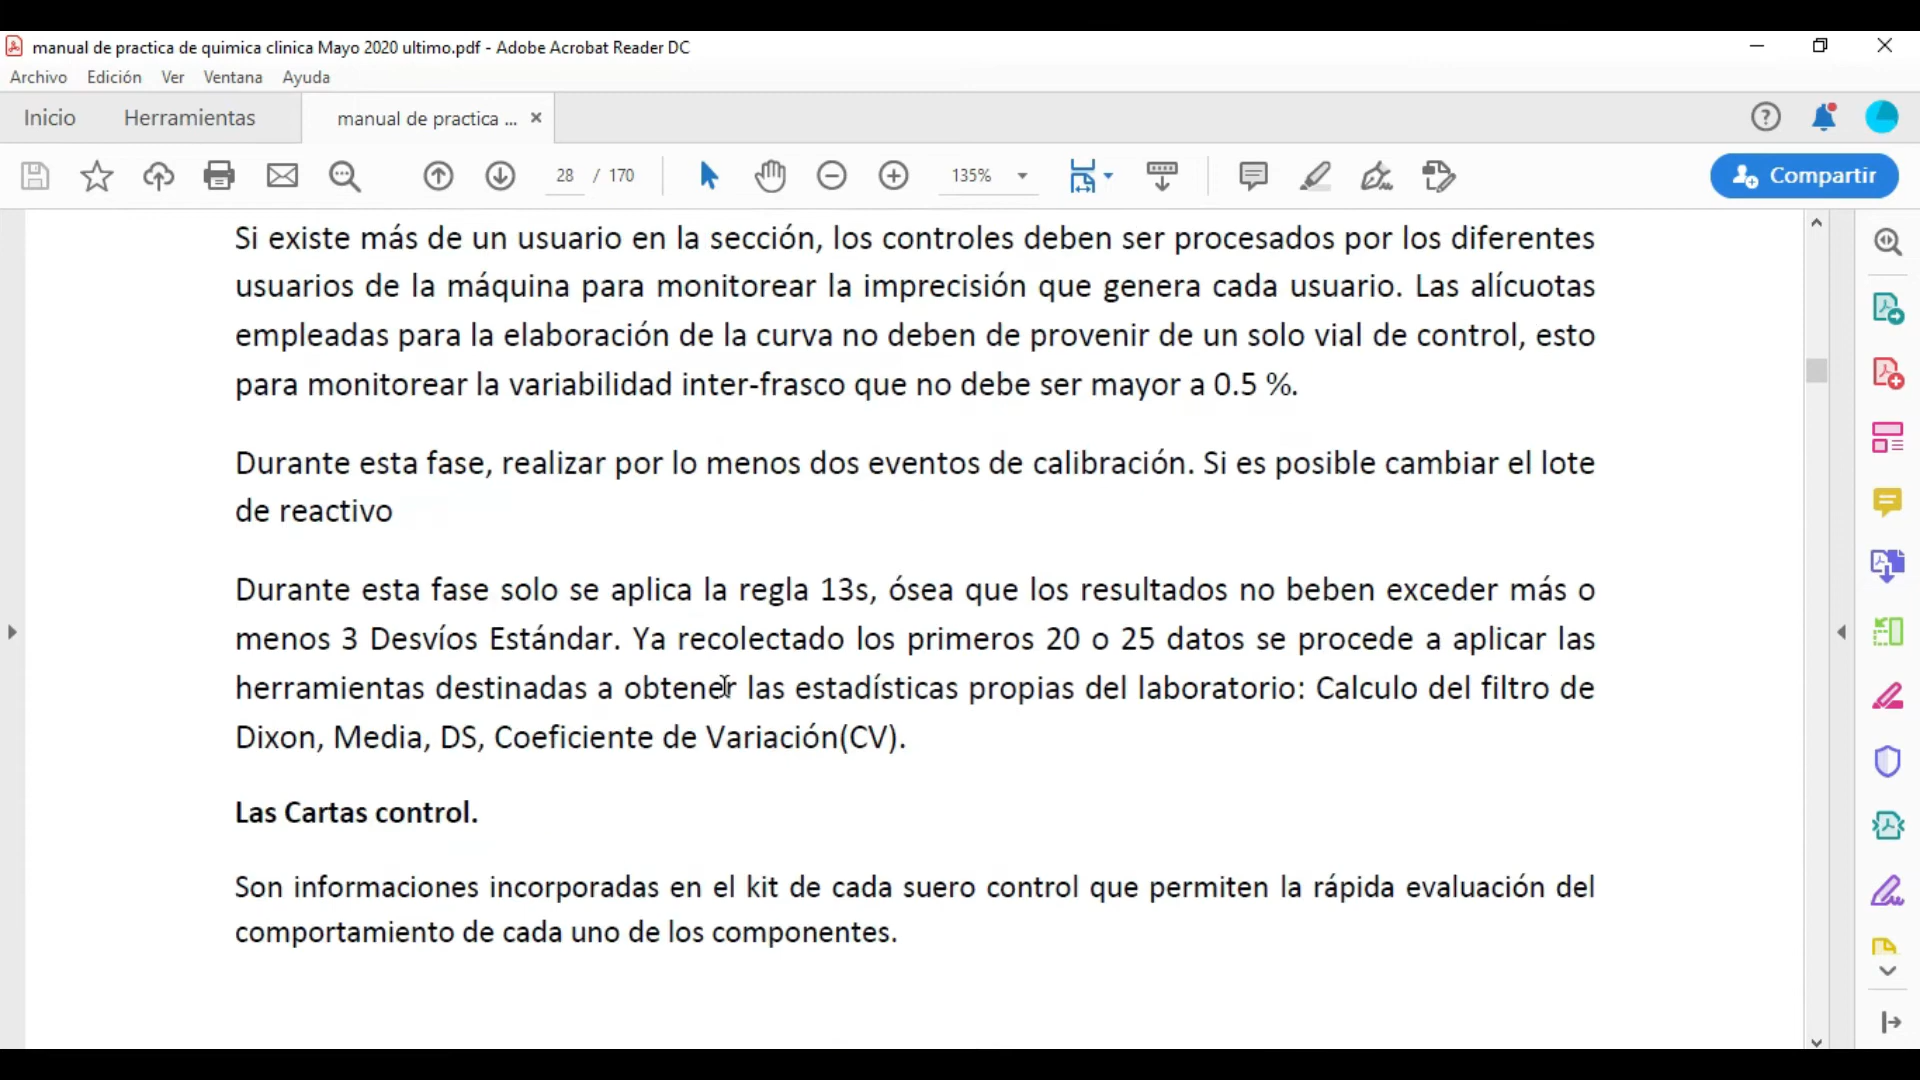 manual de practica de quimica clinica Mayo 2020 ultimo.pdf - Adobe Acrobat Reader DC
Archivo Edición Ver Ventana Ayuda
Inicio Herramientas manual de practica ...
28 / 170 135% Compartir
Si existe más de un usuario en la sección, los controles deben ser procesados por los diferentes
usuarios de la máquina para monitorear la imprecisión que genera cada usuario. Las alícuotas
empleadas para la elaboración de la curva no deben de provenir de un solo vial de control, esto
para monitorear la variabilidad inter-frasco que no debe ser mayor a 0.5 %.
Durante esta fase, realizar por lo menos dos eventos de calibración. Si es posible cambiar el lote
de reactivo
Durante esta fase solo se aplica la regla 13s, ósea que los resultados no beben exceder más o
menos 3 Desvíos Estándar. Ya recolectado los primeros 20 o 25 datos se procede a aplicar las
herramientas destinadas a obtener las estadísticas propias del laboratorio: Calculo del filtro de
Dixon, Media, DS, Coeficiente de Variación(CV).
Las Cartas control.
Son informaciones incorporadas en el kit de cada suero control que permiten la rápida evaluación del
comportamiento de cada uno de los componentes.